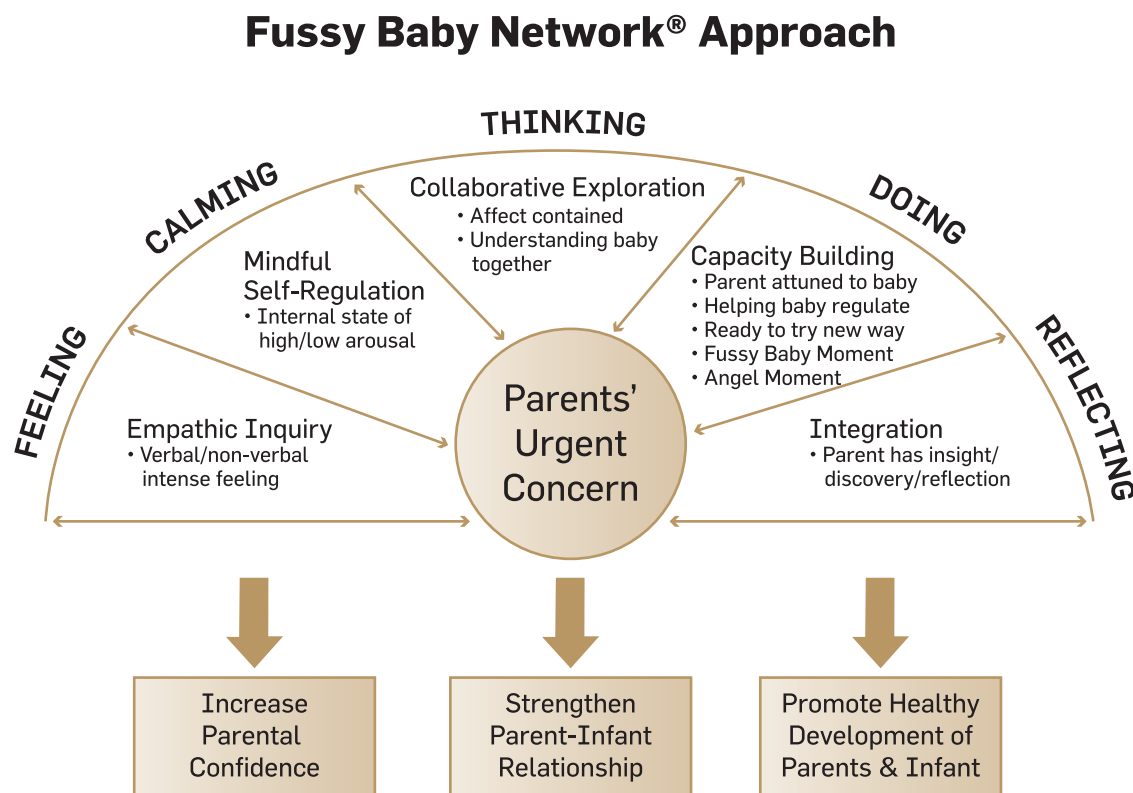 Fussy Baby Network® Approach
FEELING
CALMING
THINKING
DOING
REFLECTING
Empathic Inquiry
• Verbal/non-verbal
intense feeling
Mindful
Self-Regulation
• Internal state of
high/low arousal
Collaborative Exploration
• Affect contained
• Understanding baby
together
Capacity Building
• Parent attuned to baby
• Helping baby regulate
• Ready to try new way
• Fussy Baby Moment
• Angel Moment
Integration
• Parent has insight/
discovery/reflection
Parents’
Urgent
Concern
Increase
Parental
Confidence
Strengthen
Parent-Infant
Relationship
Promote Healthy
Development of
Parents & Infant